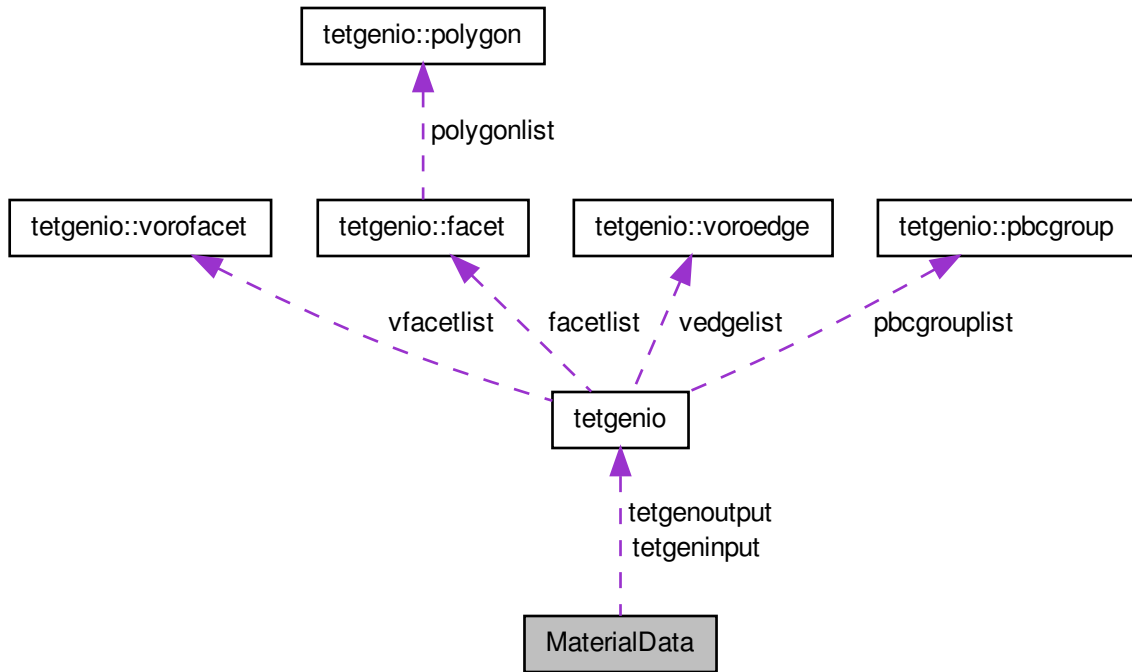 tetgenio::polygon
polygonlist
tetgenio::vorofacet
tetgenio::facet
tetgenio::voroedge
tetgenio::pbcgroup
vfacetlist
facetlist
vedgelist
pbcgrouplist
tetgenio
tetgenoutput
tetgeninput
MaterialData